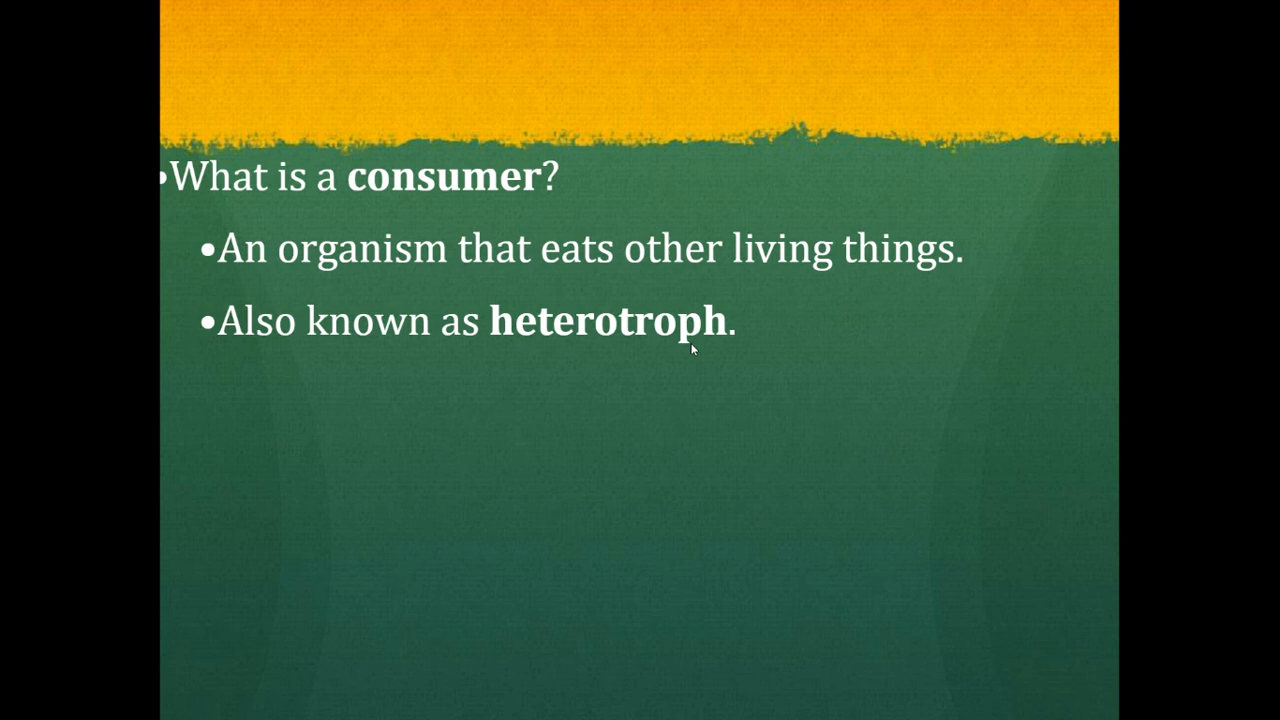 •What is a consumer?
•An organism that eats other living things.
•Also known as heterotroph.